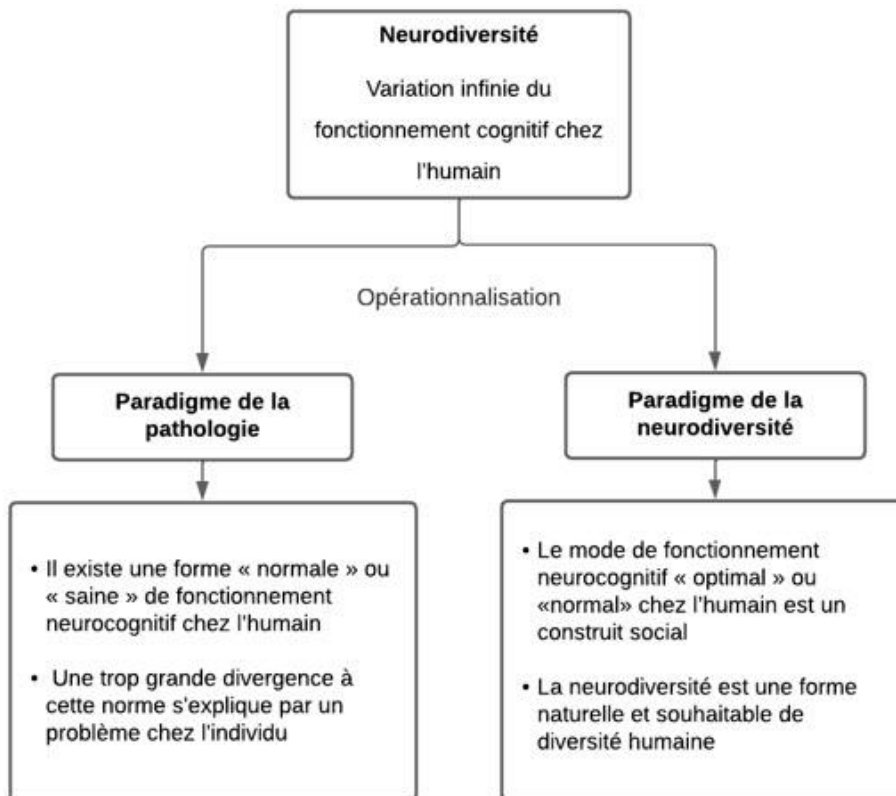 Neurodiversité
Variation infinie du
fonctionnement cognitif chez
l'humain
Opérationnalisation
Paradigme de la
pathologie
Paradigme de la
neurodiversité
• Il existe une forme « normale » ou
« saine » de fonctionnement
neurocognitif chez l'humain
• Une trop grande divergence à
cette norme s'explique par un
problème chez l'individu
• Le mode de fonctionnement
neurocognitif « optimal » ou
«normal» chez l'humain est un
construit social
• La neurodiversité est une forme
naturelle et souhaitable de
diversité humaine